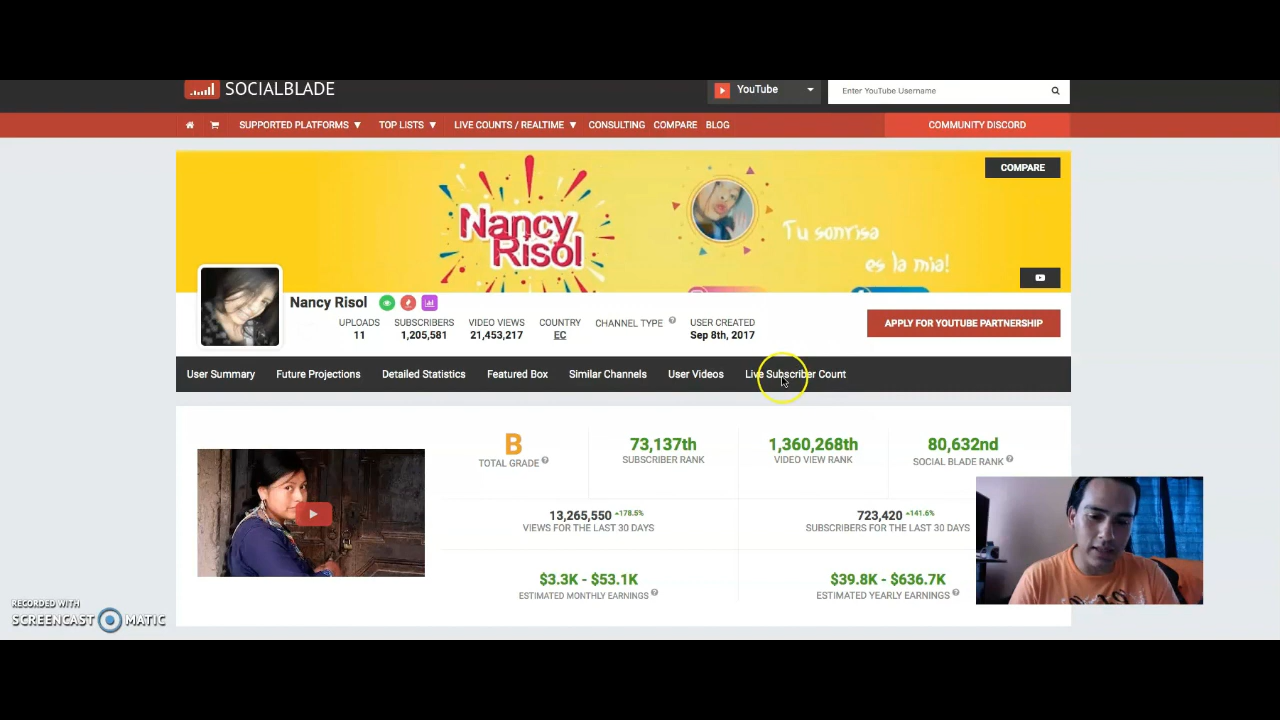 SOCIALBLADE
YouTube
Enter YouTube Username
SUPPORTED PLATFORMS
TOP LISTS
LIVE COUNTS / REALTIME
CONSULTING
COMPARE
BLOG
COMMUNITY DISCORD
COMPARE
Nancy
Risol
Tu sonrisa
es la mia!
Nancy Risol
UPLOADS
11
SUBSCRIBERS
1,205,581
VIDEO VIEWS
21,453,217
COUNTRY
EC
CHANNEL TYPE
USER CREATED
Sep 8th, 2017
APPLY FOR YOUTUBE PARTNERSHIP
User Summary
Future Projections
Detailed Statistics
Featured Box
Similar Channels
User Videos
Live Subscriber Count
B
TOTAL GRADE
73,137th
SUBSCRIBER RANK
1,360,268th
VIDEO VIEW RANK
80,632nd
SOCIAL BLADE RANK
13,265,550 +178.5%
VIEWS FOR THE LAST 30 DAYS
723,420 +141.6%
SUBSCRIBERS FOR THE LAST 30 DAYS
$3.3K - $53.1K
ESTIMATED MONTHLY EARNINGS
$39.8K - $636.7K
ESTIMATED YEARLY EARNINGS
RECORDED WITH
SCREENCAST MATIC